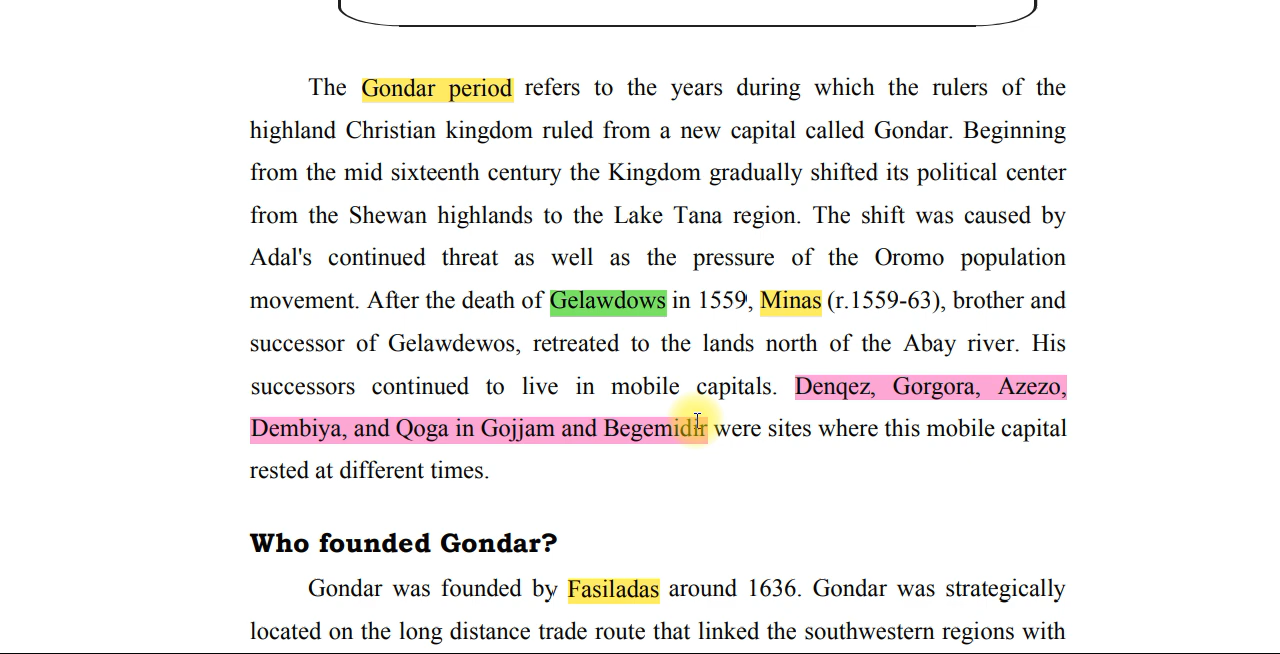 The Gondar period refers to the years during which the rulers of the
highland Christian kingdom ruled from a new capital called Gondar. Beginning
from the mid sixteenth century the Kingdom gradually shifted its political center
from the Shewan highlands to the Lake Tana region. The shift was caused by
Adal's continued threat as well as the pressure of the Oromo population
movement. After the death of Gelawdows in 1559, Minas (r.1559-63), brother and
successor of Gelawdewos, retreated to the lands north of the Abay river. His
successors continued to live in mobile capitals. Denqez, Gorgora, Azezo,
Dembiya, and Qoga in Gojjam and Begemidir were sites where this mobile capital
rested at different times.
Who founded Gondar?
Gondar was founded by Fasiladas around 1636. Gondar was strategically
located on the long distance trade route that linked the southwestern regions with